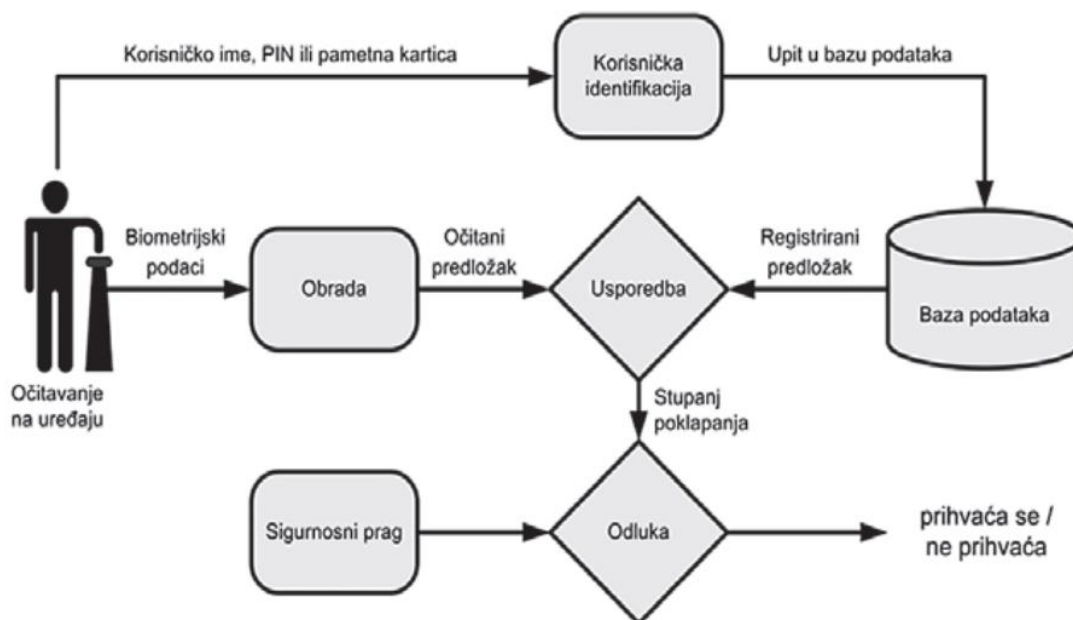 Korisničko ime, PIN ili pametna kartica
Korisnička
identifikacija
Upit u bazu podataka
Biometrijski
podaci
Obrada
Očitani
predložak
Usporedba
Registrirani
predložak
Baza podataka
Očitavanje
na uređaju
Stupanj
poklapanja
Sigurnosni prag
Odluka
prihvaća se /
ne prihvaća